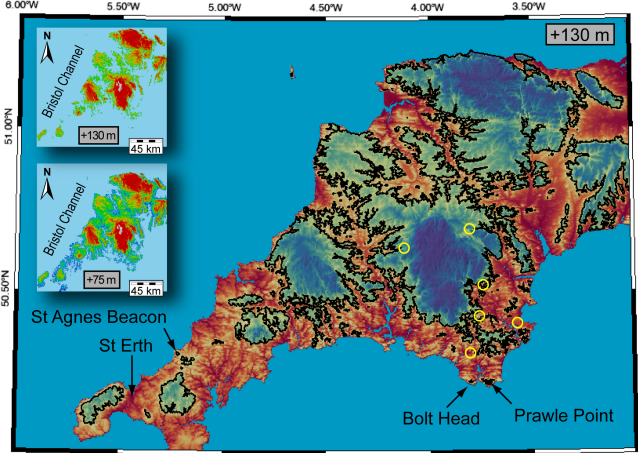 6.00°W
5.50°W
5.00°W
4.50°W
4.00°W
3.50°W
51.00°N
50.50°N
+130 m
N
Bristol Channel
+130 m
45 km
N
Bristol Channel
+75 m
45 km
St Agnes Beacon
St Erth
Bolt Head
Prawle Point